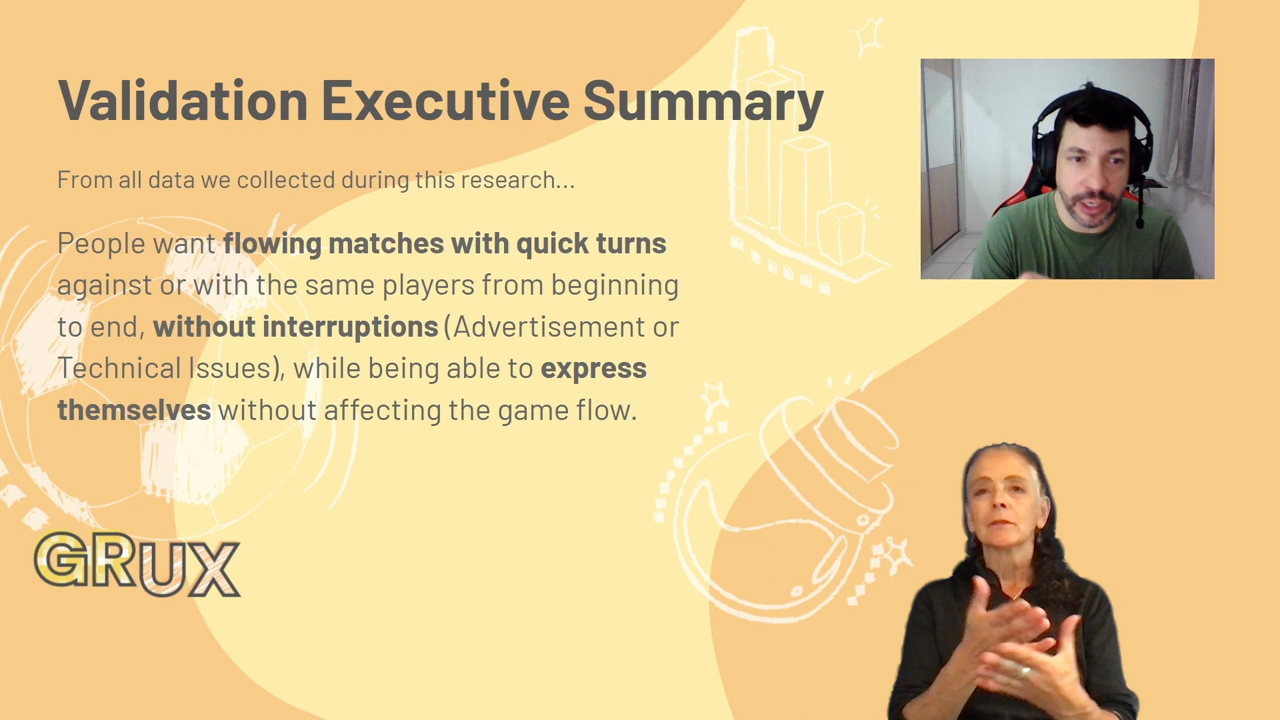 Validation Executive Summary
From all data we collected during this research...
People want flowing matches with quick turns
against or with the same players from beginning
to end, without interruptions (Advertisement or
Technical Issues), while being able to express
themselves without affecting the game flow.
GRUX